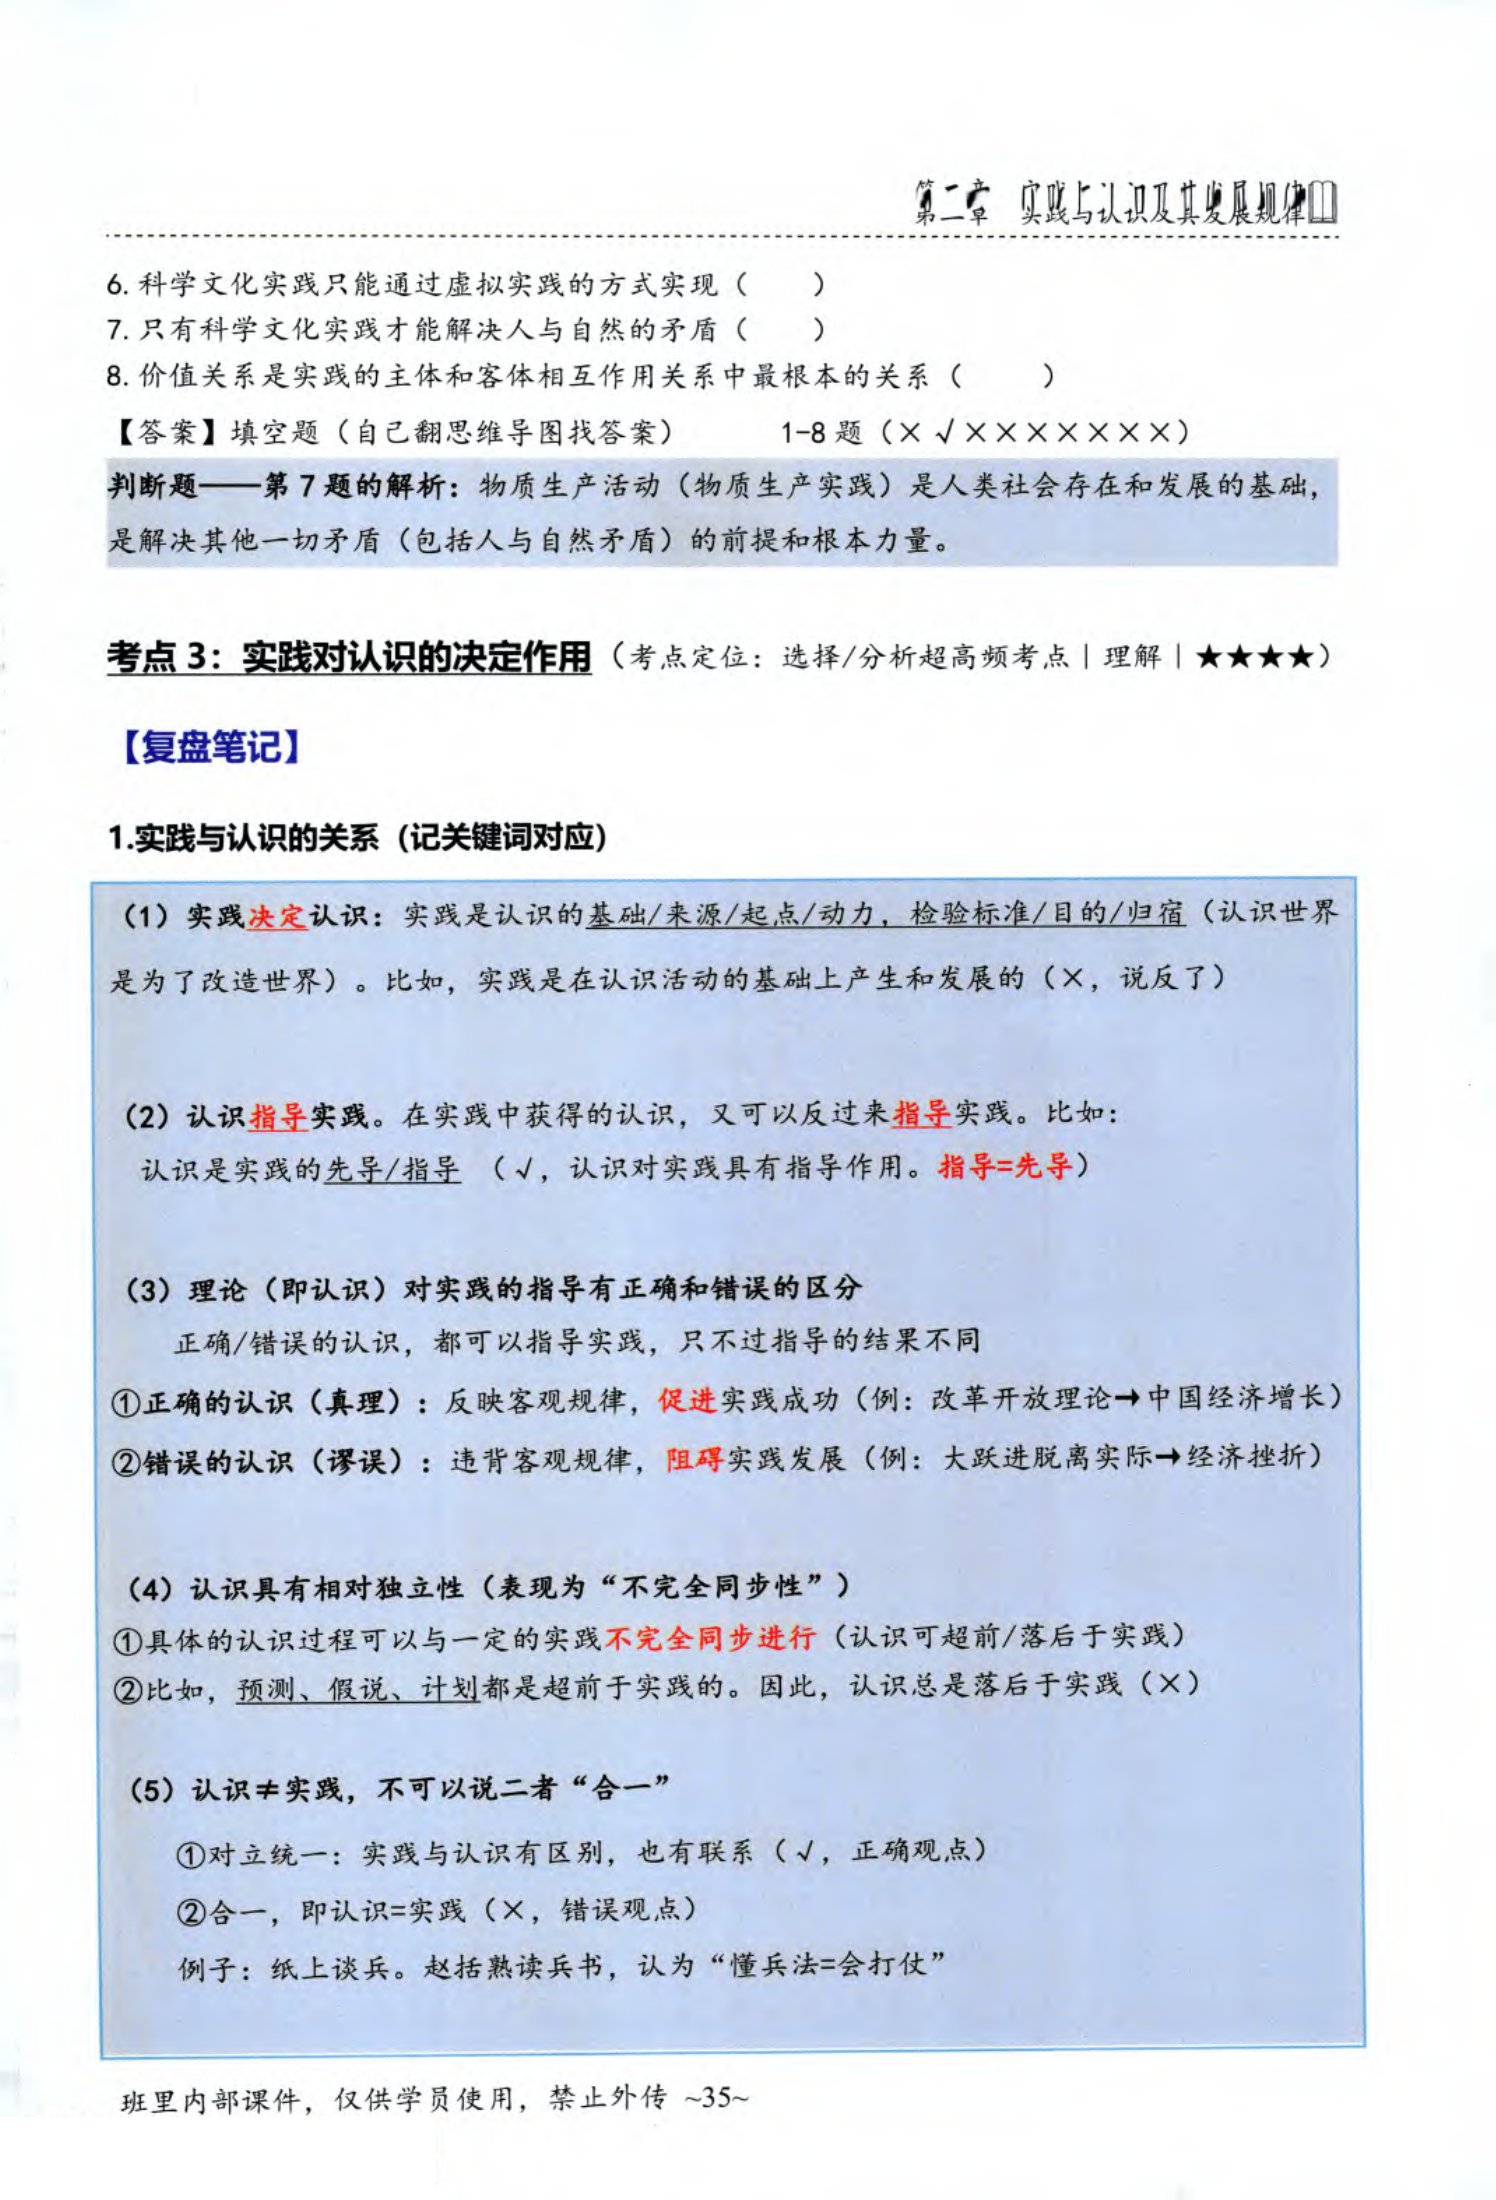 第二章 实践与认识及其发展规律
6.科学文化实践只能通过虚拟实践的方式实现（  ）
7.只有科学文化实践才能解决人与自然的矛盾（  ）
8.价值关系是实践的主体和客体相互作用关系中最根本的关系（  ）
【答案】填空题（自己翻思维导图找答案） 1-8 题（×√×××××××）
判断题——第 7 题的解析：物质生产活动（物质生产实践）是人类社会存在和发展的基础，
是解决其他一切矛盾（包括人与自然矛盾）的前提和根本力量。
考点 3：实践对认识的决定作用（考点定位：选择/分析超高频考点｜理解｜★★★★）
【复盘笔记】
1.实践与认识的关系（记关键词对应）
（1）实践决定认识：实践是认识的基础/来源/起点/动力，检验标准/目的/归宿（认识世界
是为了改造世界）。比如，实践是在认识活动的基础上产生和发展的（×，说反了）
（2）认识指导实践。在实践中获得的认识，又可以反过来指导实践。比如：
认识是实践的先导/指导 （√，认识对实践具有指导作用。指导=先导）
（3）理论（即认识）对实践的指导有正确和错误的区分
正确/错误的认识，都可以指导实践，只不过指导的结果不同
①正确的认识（真理）：反映客观规律，促进实践成功（例：改革开放理论→中国经济增长）
②错误的认识（谬误）：违背客观规律，阻碍实践发展（例：大跃进脱离实际→经济挫折）
（4）认识具有相对独立性（表现为“不完全同步性”）
①具体的认识过程可以与一定的实践不完全同步进行（认识可超前/落后于实践）
②比如，预测、假说、计划都是超前于实践的。因此，认识总是落后于实践（×）
（5）认识≠实践，不可以说二者“合一”
①对立统一：实践与认识有区别，也有联系（√，正确观点）
②合一，即认识=实践（×，错误观点）
例子：纸上谈兵。赵括熟读兵书，认为“懂兵法=会打仗”
班里内部课件，仅供学员使用，禁止外传 ~35~